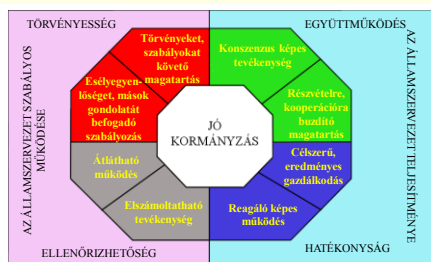 TÖRVÉNYESSÉG
EGYÜTTMŰKÖDÉS
AZ ÁLLAMSZERVEZET SZABÁLYOS
MŰKÖDÉSE
AZ ÁLLAMSZERVEZET TELJESÍTMÉNYE
Törvényeket,
szabályokat
követő
magatartás
Konszenzus képes
tevékenység
Esélyegyen-
lőséget, mások
gondolatát
befogadó
szabályozás
Részvételre,
kooperációra
buzdító
magatartás
JÓ
KORMÁNYZÁS
Átlátható
működés
Célszerű,
eredményes
gazdálkodás
Elszámoltatható
tevékenység
Reagáló képes
működés
ELLENŐRIZHETŐSÉG
HATÉKONYSÁG